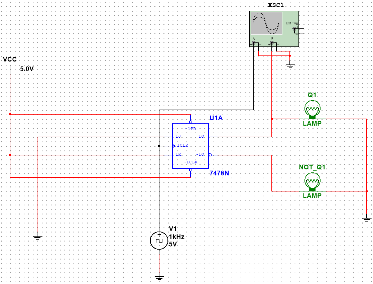 XSC1
VCC
5.0V
Q1
LAMP
U1A
NOT_Q1
LAMP
7476N
V1
1kHz
5V